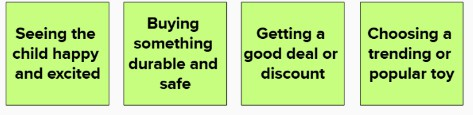 Seeing the
child happy
and excited
Buying
something
durable and
safe
Getting a
good deal or
discount
Choosing a
trending or
popular toy